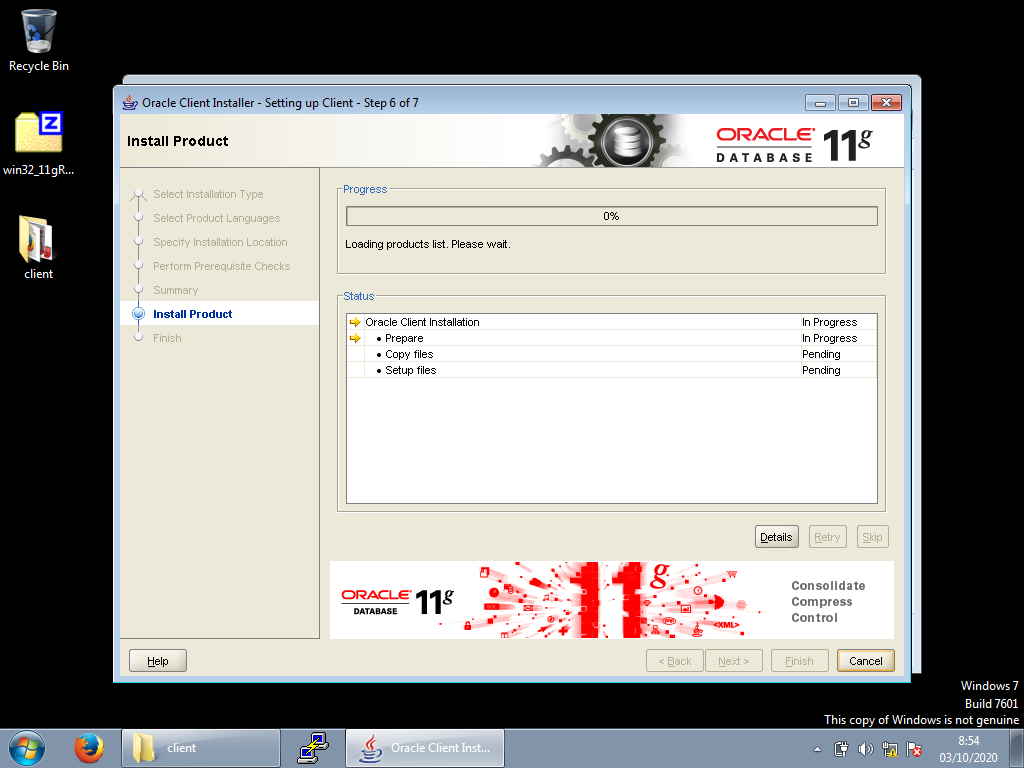 Recycle Bin
win32_11gR...
client
Oracle Client Installer - Setting up Client - Step 6 of 7
Install Product
ORACLE
DATABASE
11g
Select Installation Type
Select Product Languages
Specify Installation Location
Perform Prerequisite Checks
Summary
Install Product
Finish
Progress
0%
Loading products list. Please wait.
Status
Oracle Client Installation In Progress
• Prepare In Progress
• Copy files Pending
• Setup files Pending
Details Retry Skip
ORACLE
DATABASE
11g
11g
<XML>
Consolidate
Compress
Control
Help < Back Next > Finish Cancel
Windows 7
Build 7601
This copy of Windows is not genuine
client
Oracle Client Inst...
8:54
03/10/2020